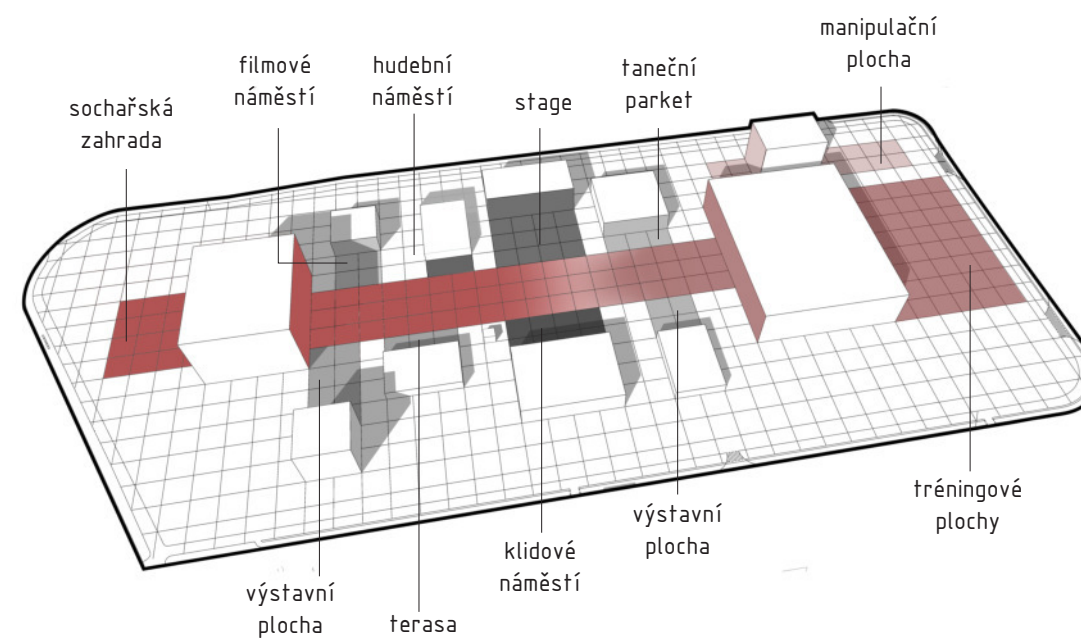 manipulační
plocha
filmové
náměstí
hudební
náměstí
taneční
parket
stage
sochařská
zahrada
tréningové
plochy
výstavní
plocha
klidové
náměstí
výstavní
plocha
terasa